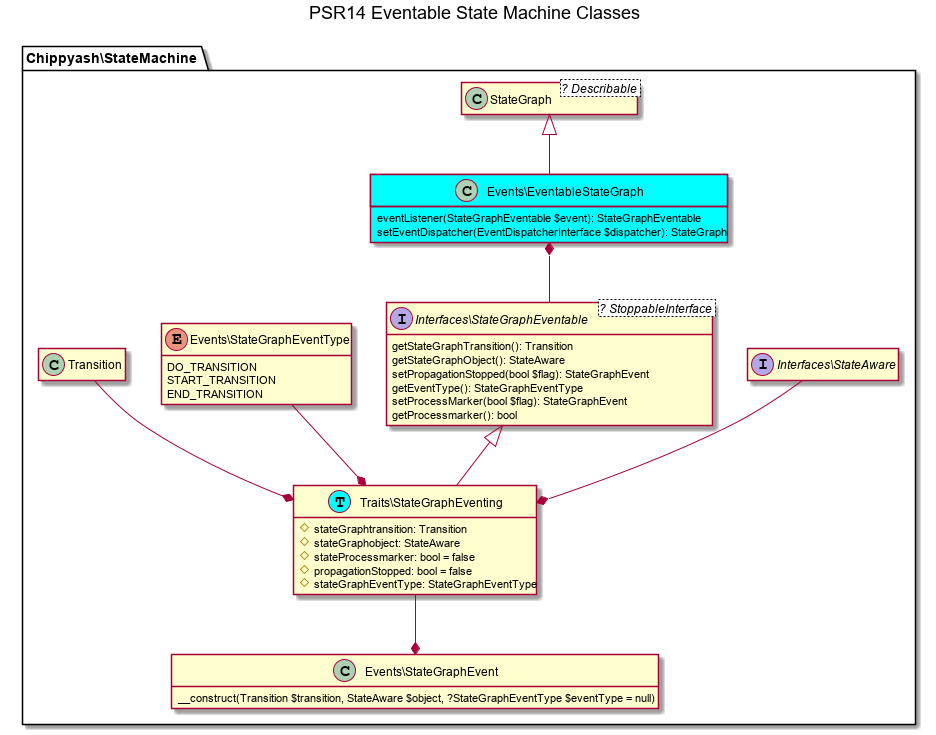 PSR14 Eventable State Machine Classes
Chippyash\StateMachine
C StateGraph
? Describable
C Events\EventableStateGraph
eventListener(StateGraphEventable $event): StateGraphEventable
setEventDispatcher(EventDispatcherInterface $dispatcher): StateGraph
I Interfaces\StateGraphEventable
? StoppableInterface
getStateGraphTransition(): Transition
getStateGraphObject(): StateAware
setPropagationStopped(bool $flag): StateGraphEvent
getEventType(): StateGraphEventType
setProcessMarker(bool $flag): StateGraphEvent
getProcessmarker(): bool
E Events\StateGraphEventType
DO_TRANSITION
START_TRANSITION
END_TRANSITION
C Transition
I Interfaces\StateAware
T Traits\StateGraphEventing
stateGraphtransition: Transition
stateGraphobject: StateAware
stateProcessmarker: bool = false
propagationStopped: bool = false
stateGraphEventType: StateGraphEventType
C Events\StateGraphEvent
__construct(Transition $transition, StateAware $object, ?StateGraphEventType $eventType = null)